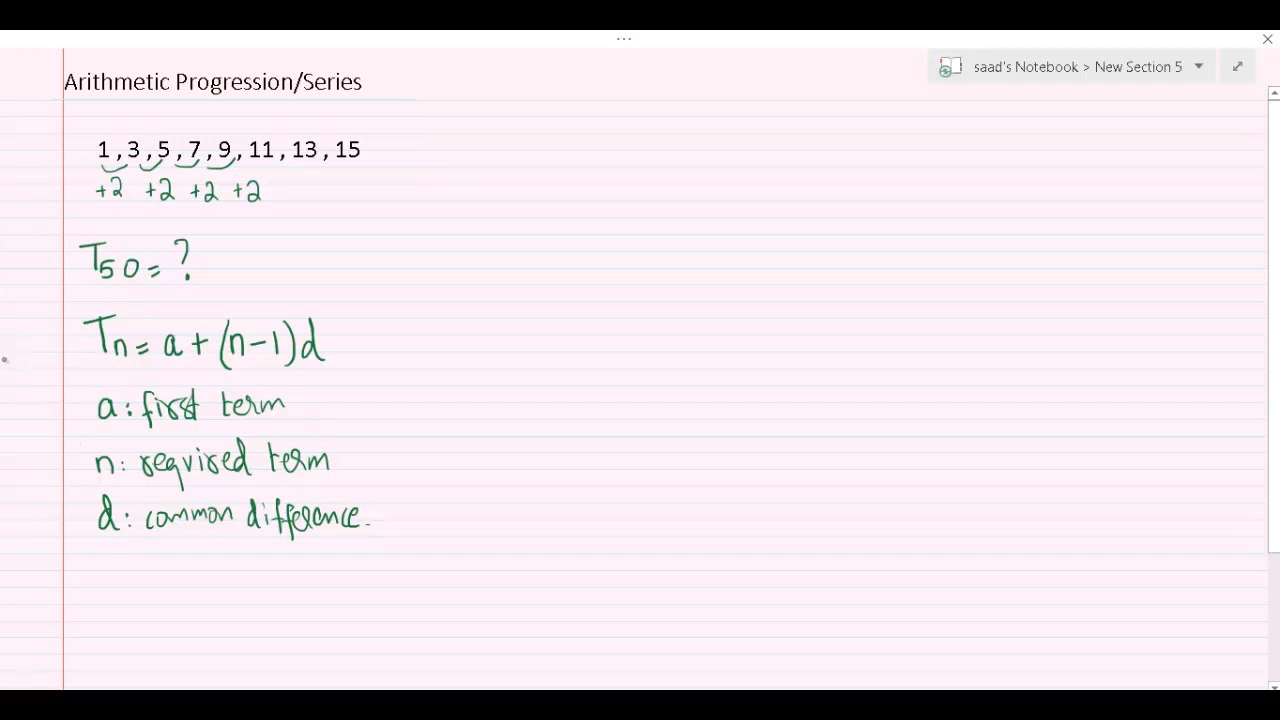 ...
saad's Notebook > New Section 5
Arithmetic Progression/Series
1 , 3 , 5 , 7 , 9 , 11 , 13 , 15
+2 +2 +2 +2
T50 = ?
Tn = a + (n-1)d
a : first term
n : required term
d : common difference.